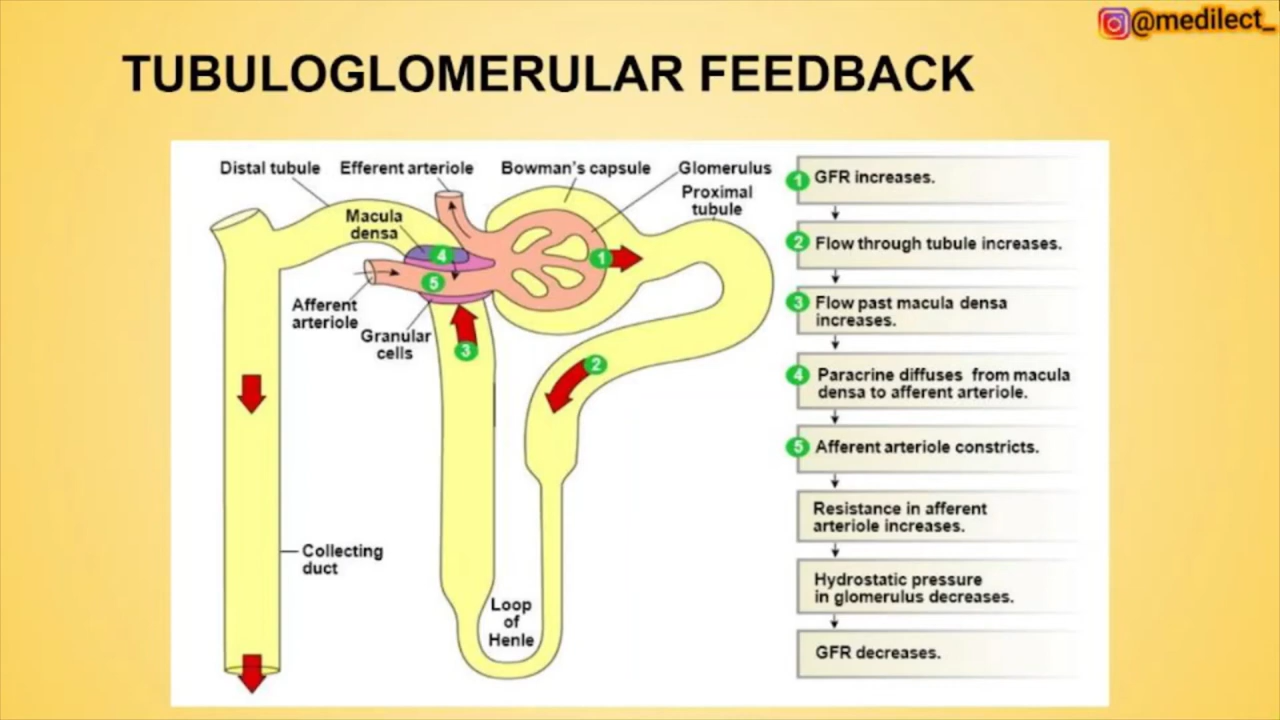 @medilect_
TUBULOGLOMERULAR FEEDBACK
Distal tubule
Efferent arteriole
Bowman's capsule
Glomerulus
Proximal
tubule
Macula
densa
4
5
1
Afferent
arteriole
Granular
cells
3
2
Collecting
duct
Loop
of
Henle
1 GFR increases.
2 Flow through tubule increases.
3 Flow past macula densa
increases.
4 Paracrine diffuses from macula
densa to afferent arteriole.
5 Afferent arteriole constricts.
Resistance in afferent
arteriole increases.
Hydrostatic pressure
in glomerulus decreases.
GFR decreases.